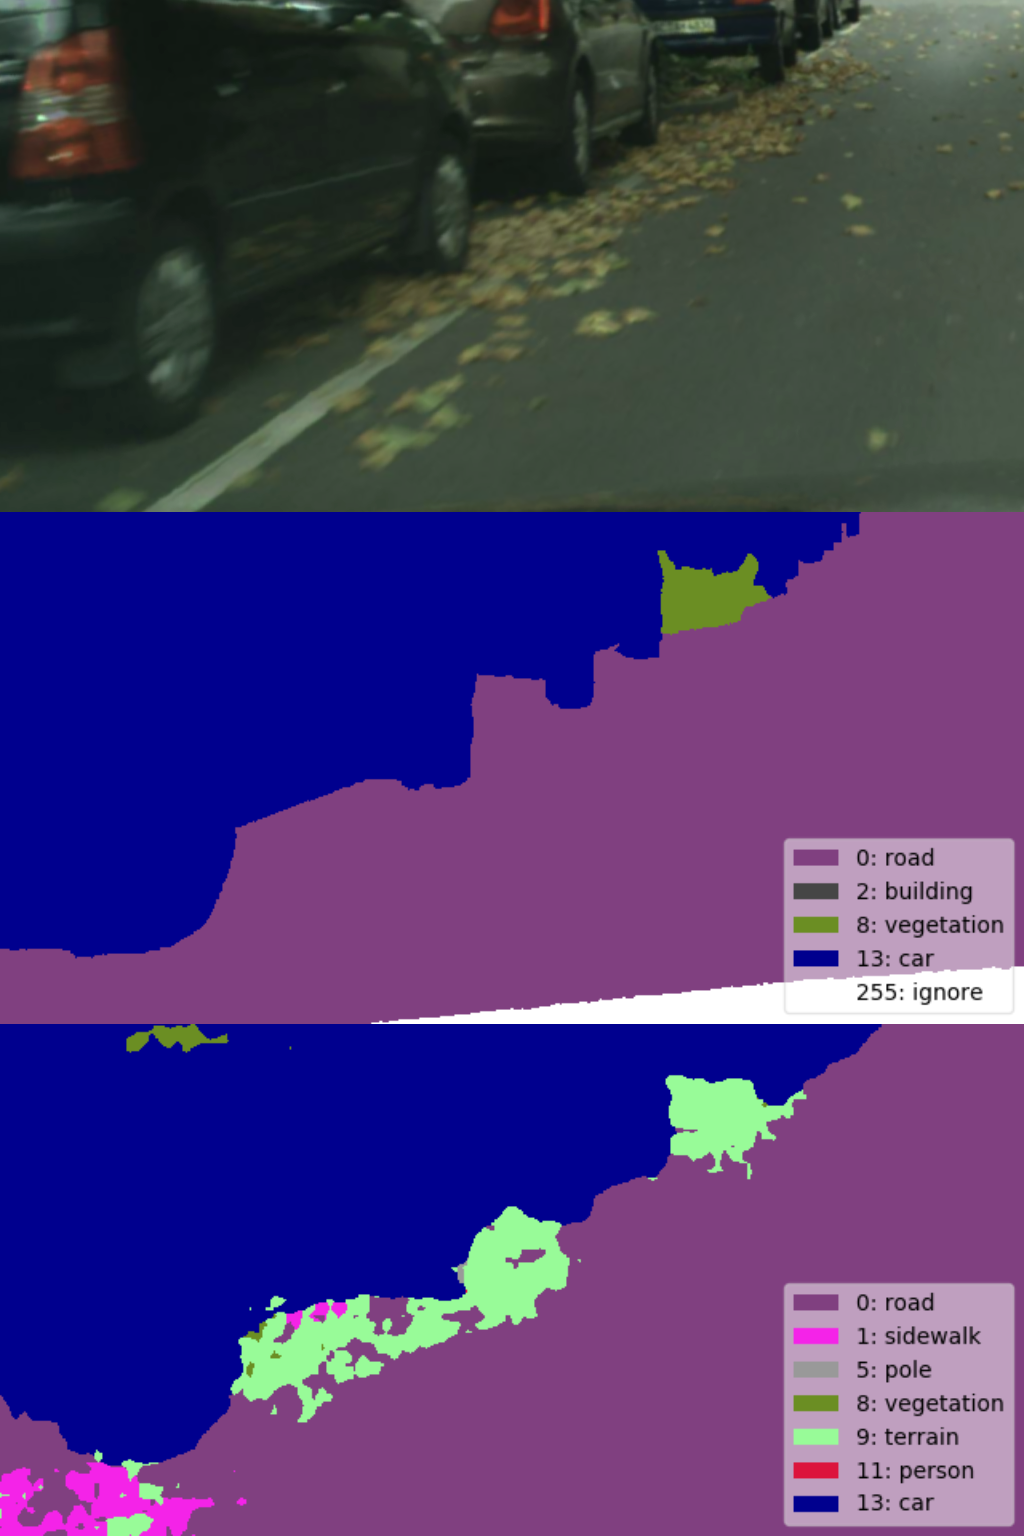 0: road
2: building
8: vegetation
13: car
255: ignore
0: road
1: sidewalk
5: pole
8: vegetation
9: terrain
11: person
13: car